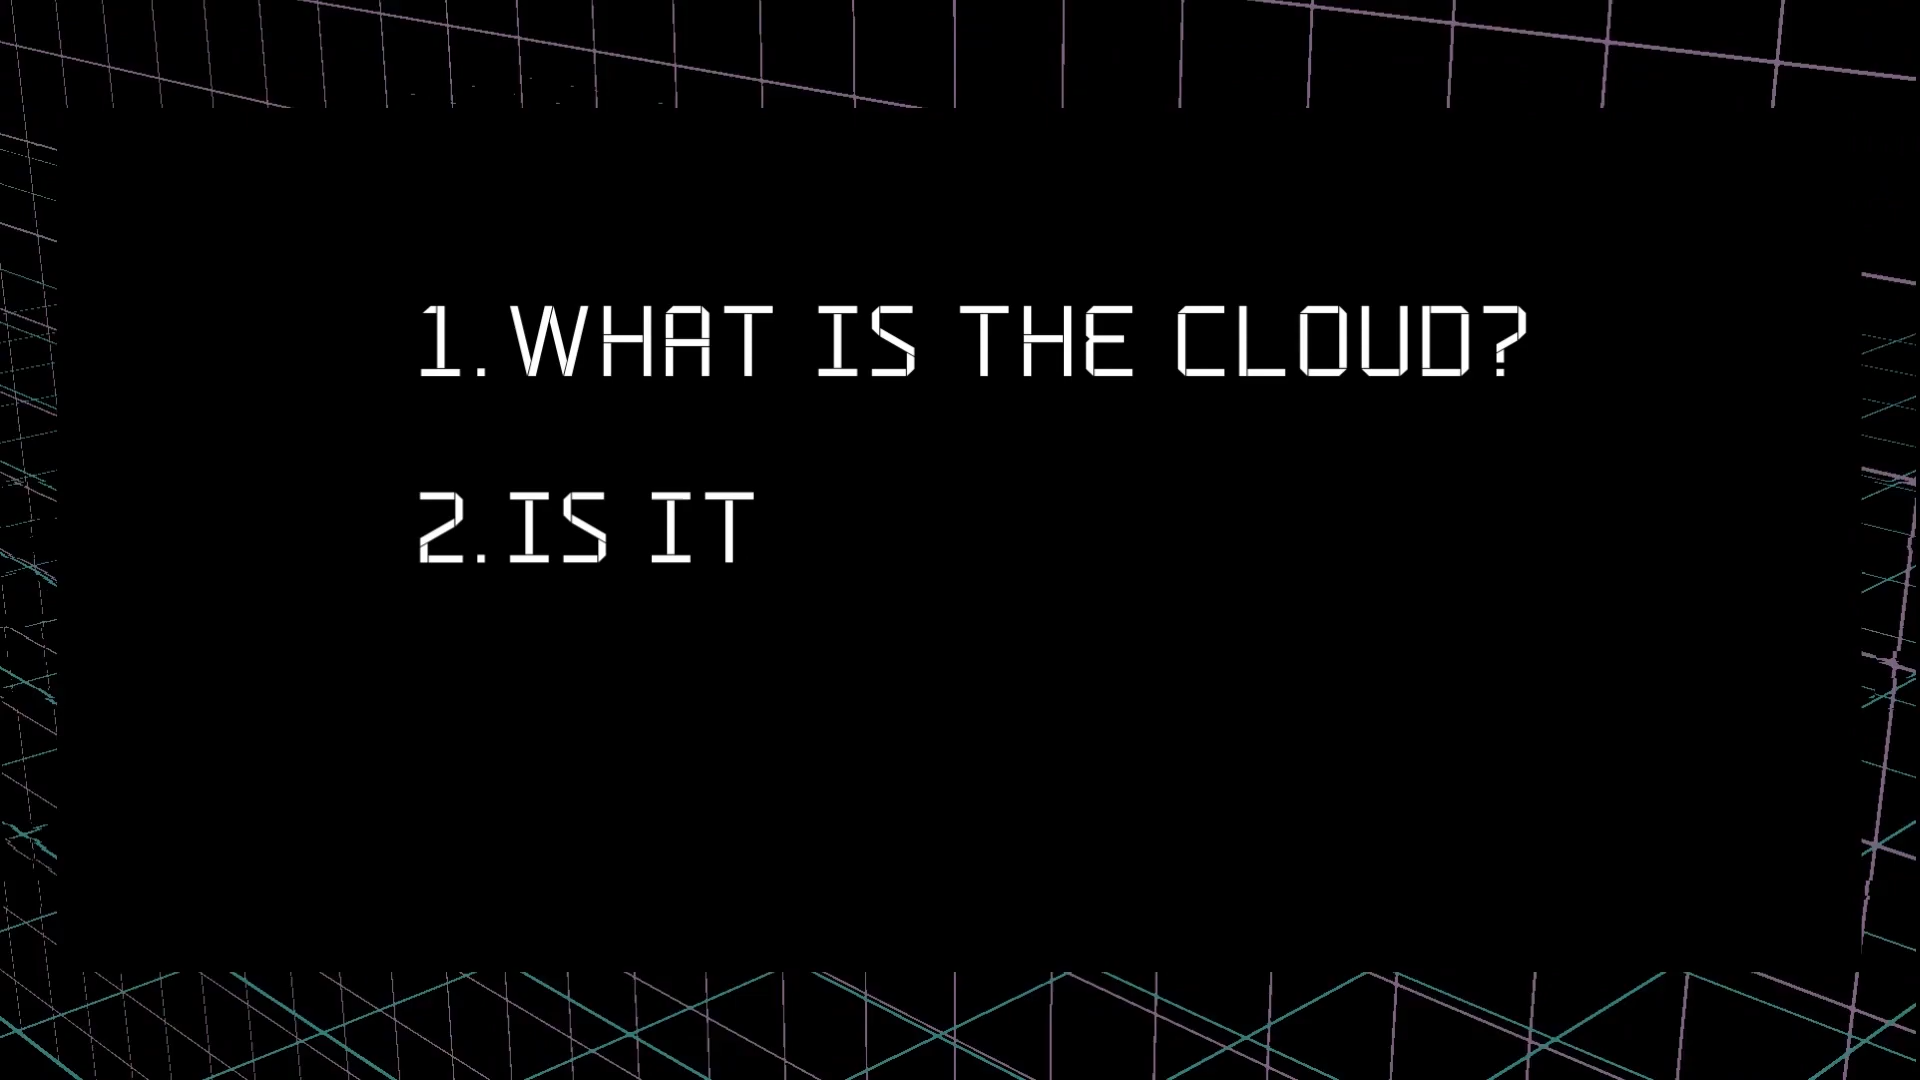 1. WHAT IS THE CLOUD?
2. IS IT